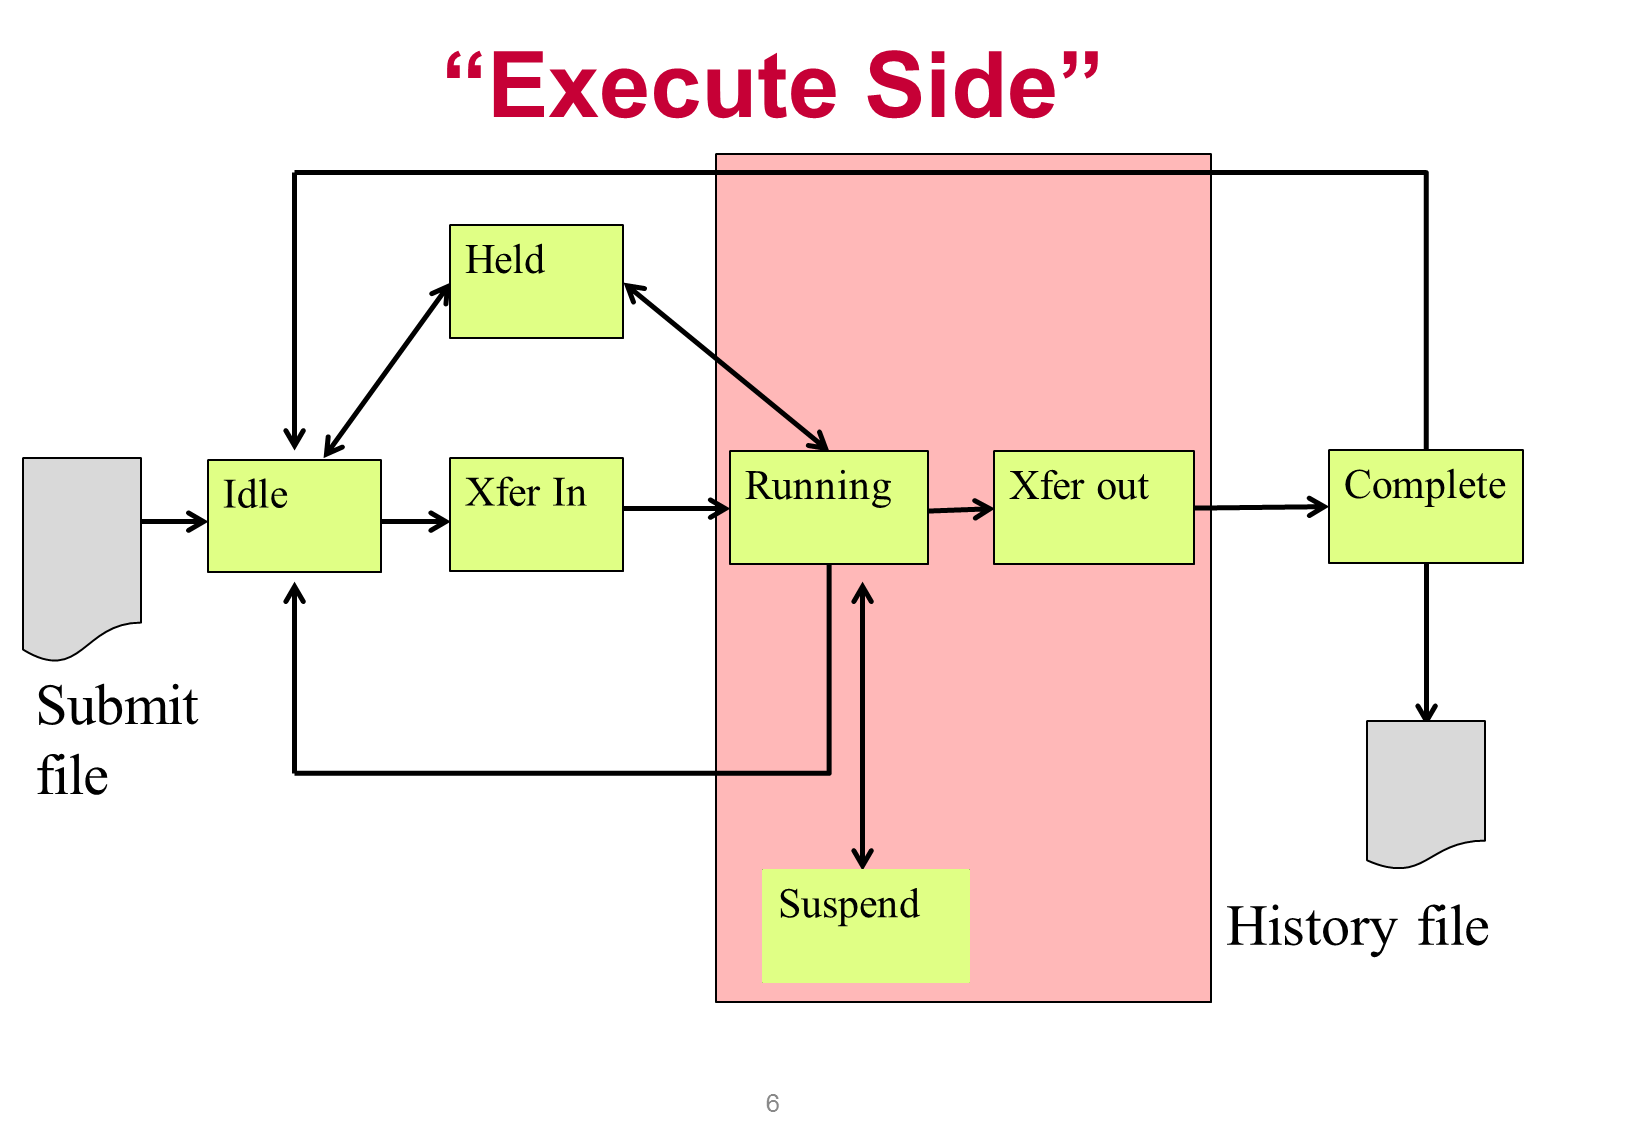 “Execute Side”
Held
Idle
Xfer In
Running
Xfer out
Complete
Submit
file
Suspend
History file
6